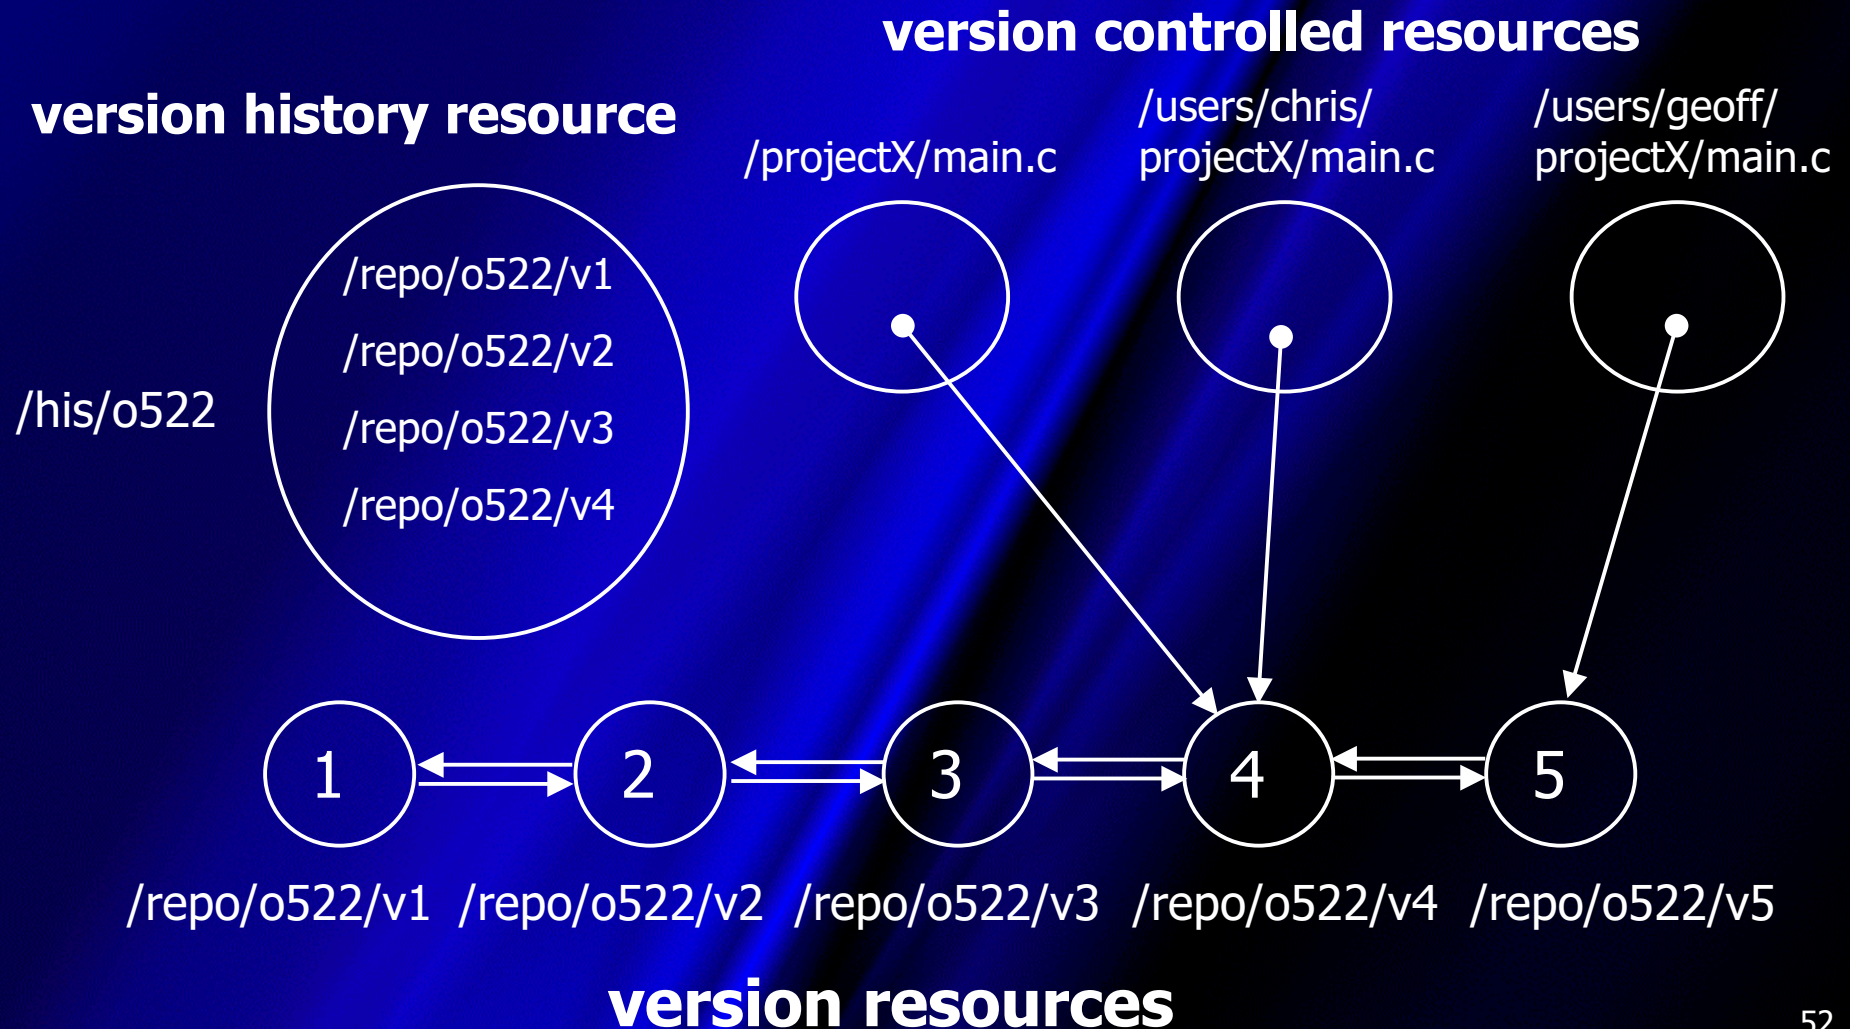 version controlled resources
version history resource
/projectX/main.c
/users/chris/
projectX/main.c
/users/geoff/
projectX/main.c
/his/o522
/repo/o522/v1
/repo/o522/v2
/repo/o522/v3
/repo/o522/v4
1
2
3
4
5
/repo/o522/v1
/repo/o522/v2
/repo/o522/v3
/repo/o522/v4
/repo/o522/v5
version resources
52